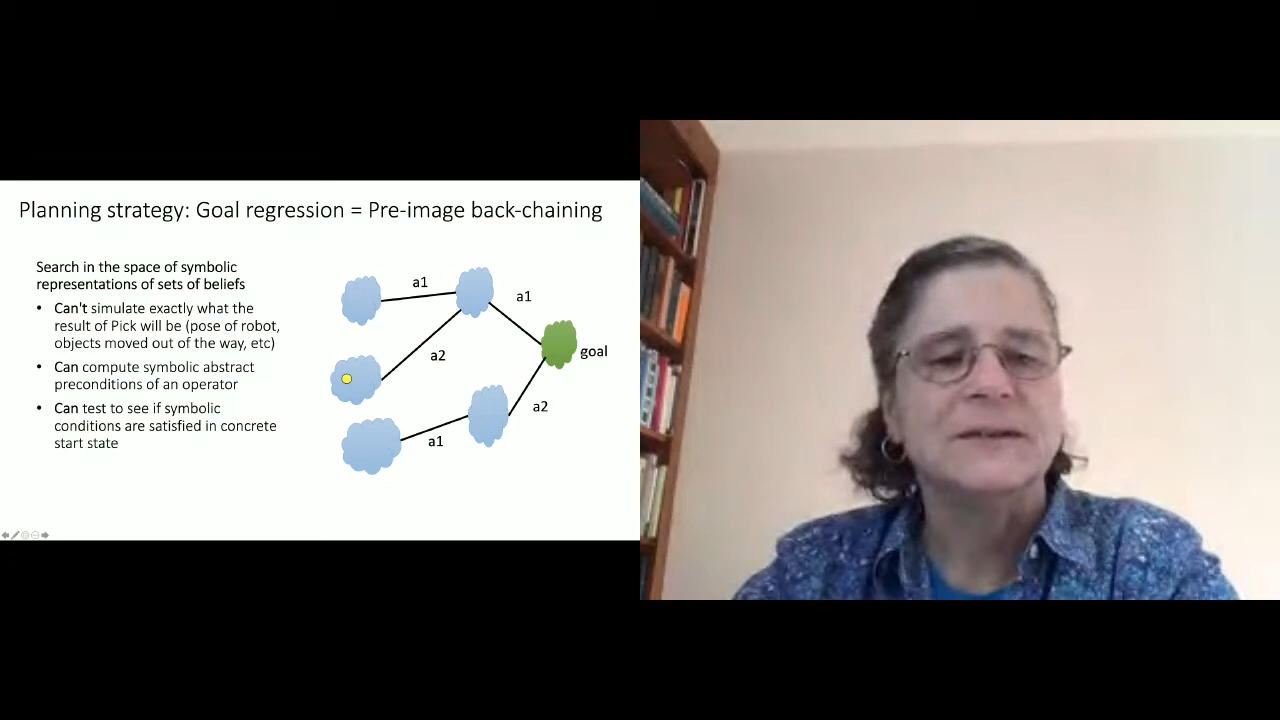 Planning strategy: Goal regression = Pre-image back-chaining
Search in the space of symbolic
representations of sets of beliefs
• Can't simulate exactly what the
result of Pick will be (pose of robot,
objects moved out of the way, etc)
• Can compute symbolic abstract
preconditions of an operator
• Can test to see if symbolic
conditions are satisfied in concrete
start state
a1
a1
a2
goal
a2
a1